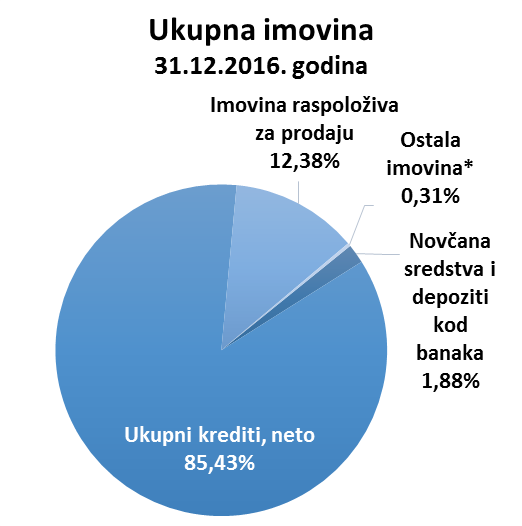 Ukupna imovina
31.12.2016. godina
Imovina raspoloživa
za prodaju
12,38%
Ostala
imovina*
0,31%
Novčana
sredstva i
depoziti
kod
banaka
1,88%
Ukupni krediti, neto
85,43%